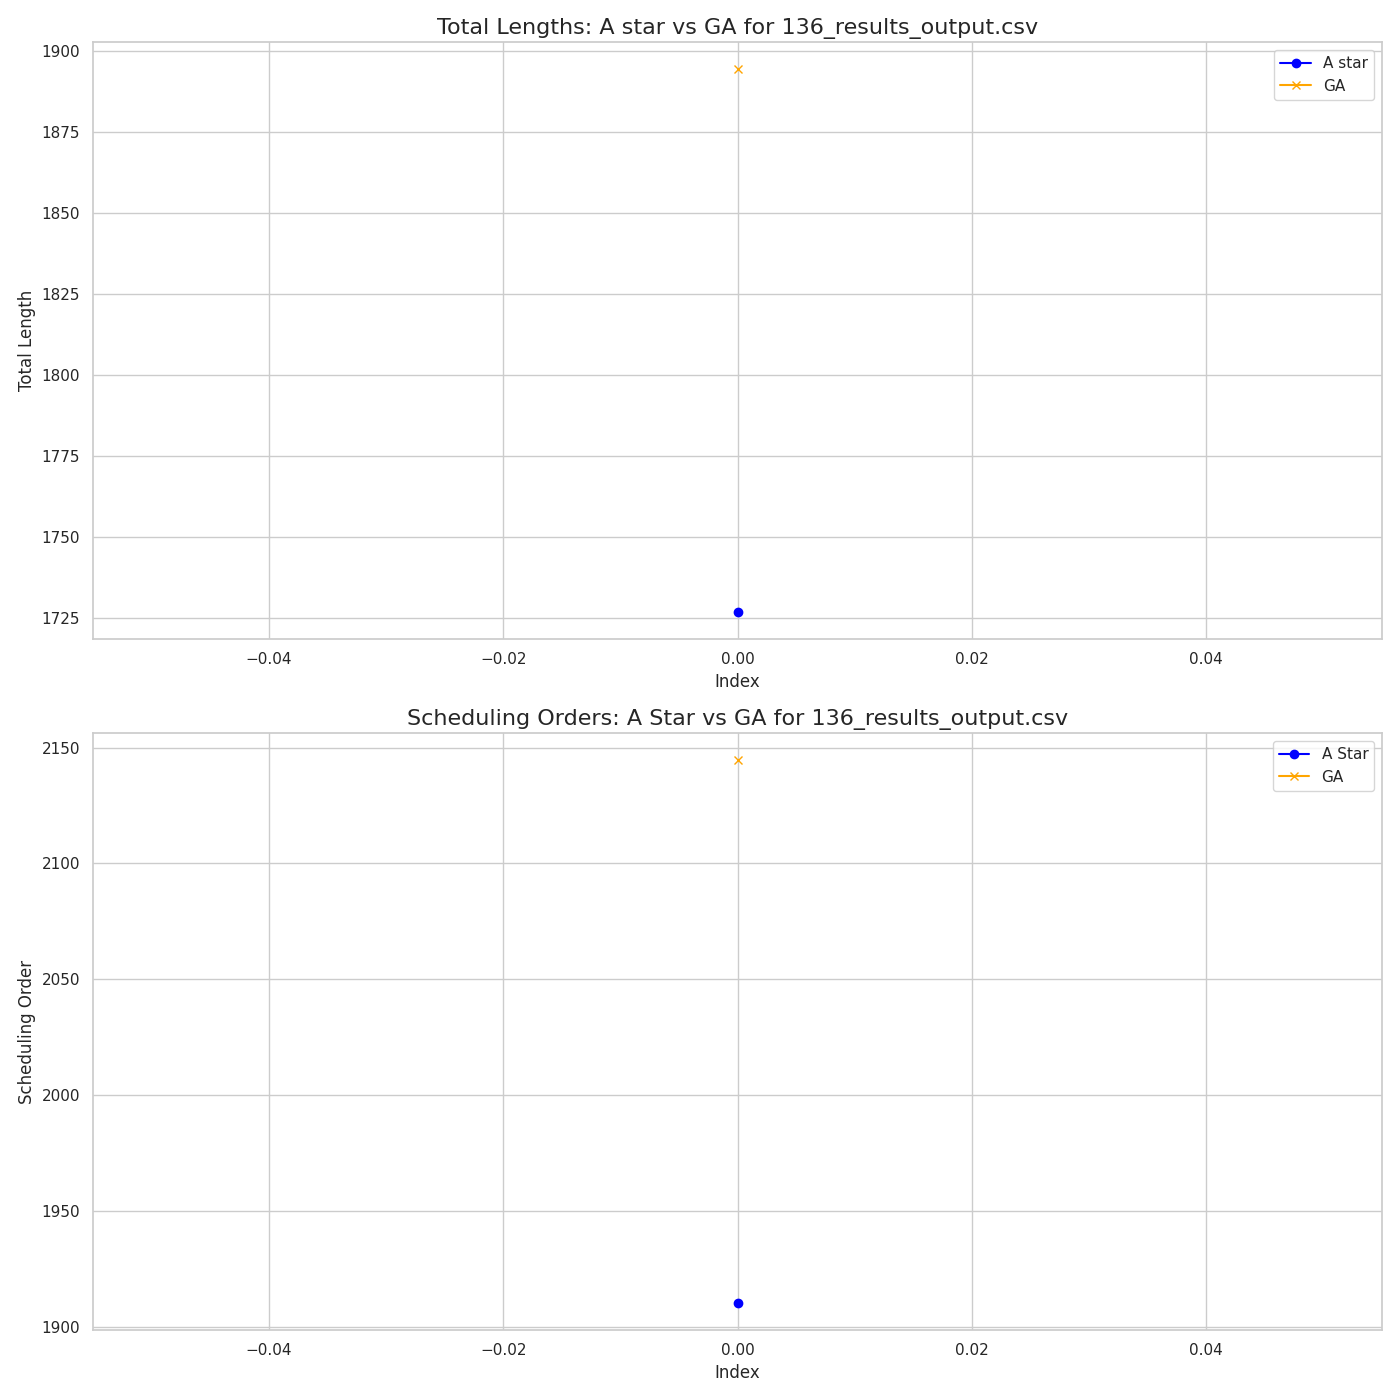 Total Lengths: A star vs GA for 136_results_output.csv
A star
GA
Total Length
1900
1875
1850
1825
1800
1775
1750
1725
−0.04
−0.02
0.00
0.02
0.04
Index
Scheduling Orders: A Star vs GA for 136_results_output.csv
A Star
GA
Scheduling Order
2150
2100
2050
2000
1950
1900
−0.04
−0.02
0.00
0.02
0.04
Index